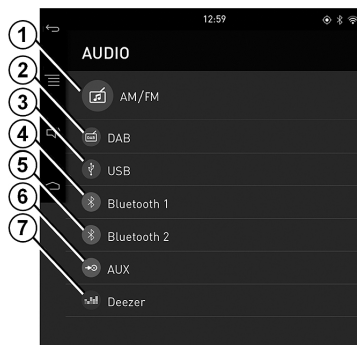 12:59
AUDIO
1
AM/FM
2
DAB
3
USB
4
Bluetooth 1
5
Bluetooth 2
6
AUX
7
Deezer